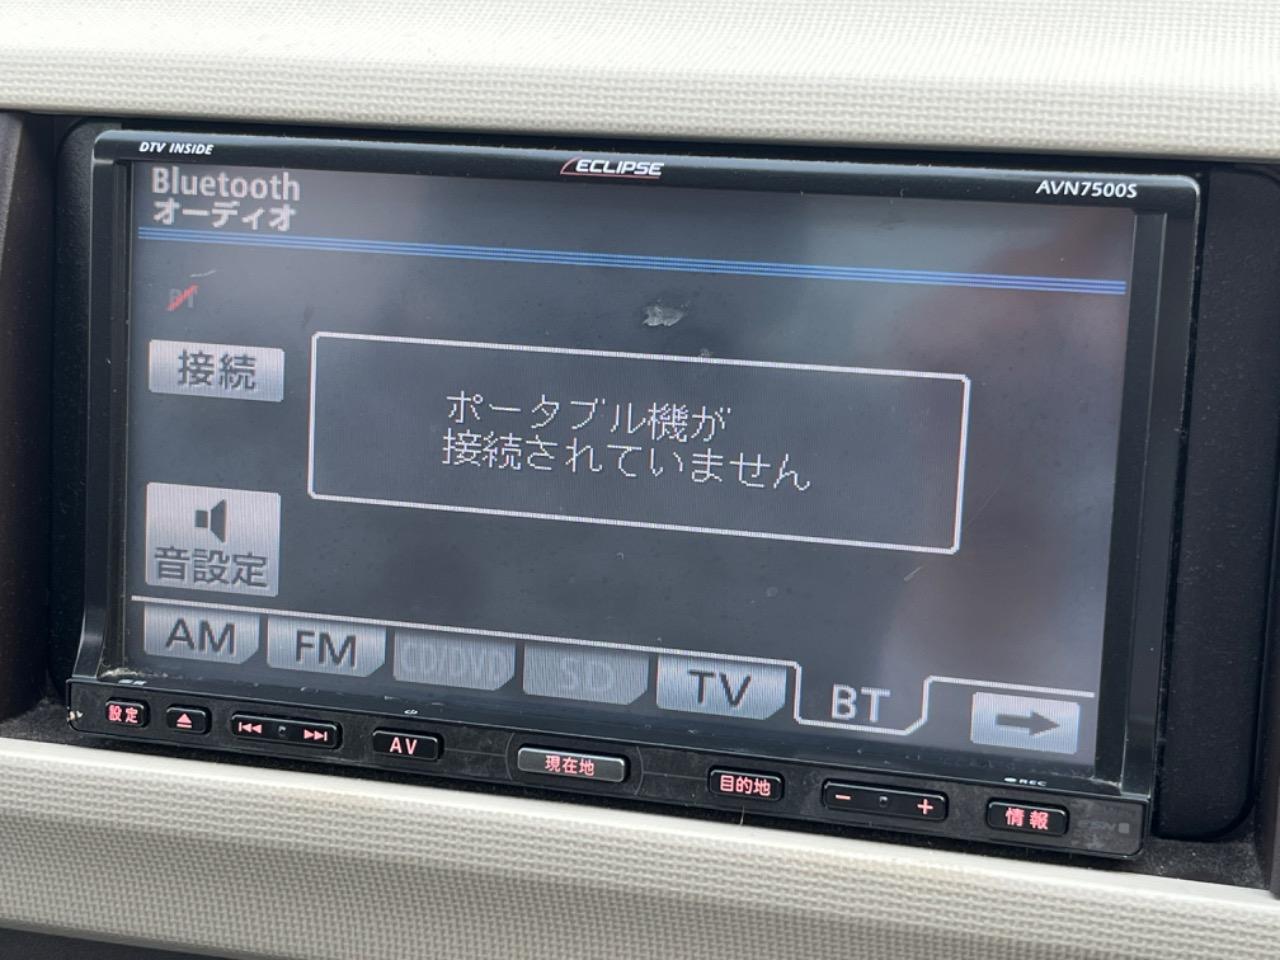 DTV INSIDE
ECLIPSE
AVN7500S
Bluetooth
オーディオ
BT
接続
ポータブル機が
接続されていません
音設定
AM
FM
CD/DVD
SD
TV
BT
設定
AV
現在地
目的地
情報
REC